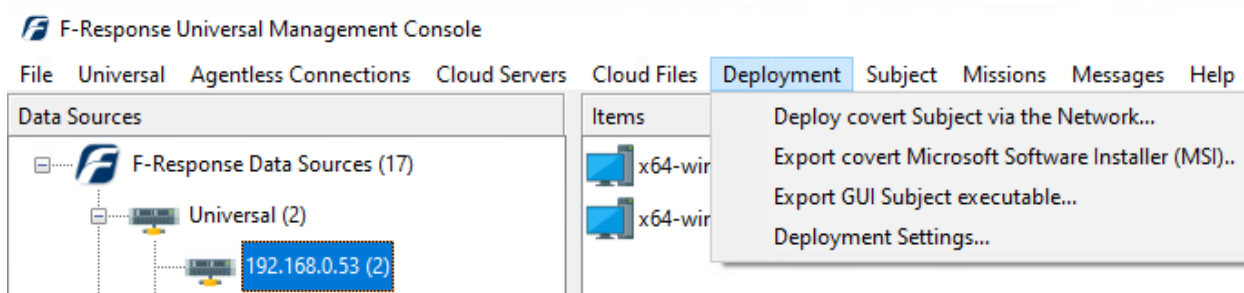 F-Response Universal Management Console
File Universal Agentless Connections Cloud Servers Cloud Files Deployment Subject Missions Messages Help
Data Sources
Items
F-Response Data Sources (17)
Universal (2)
192.168.0.53 (2)
x64-wir
x64-wir
Deploy covert Subject via the Network...
Export covert Microsoft Software Installer (MSI)..
Export GUI Subject executable...
Deployment Settings...